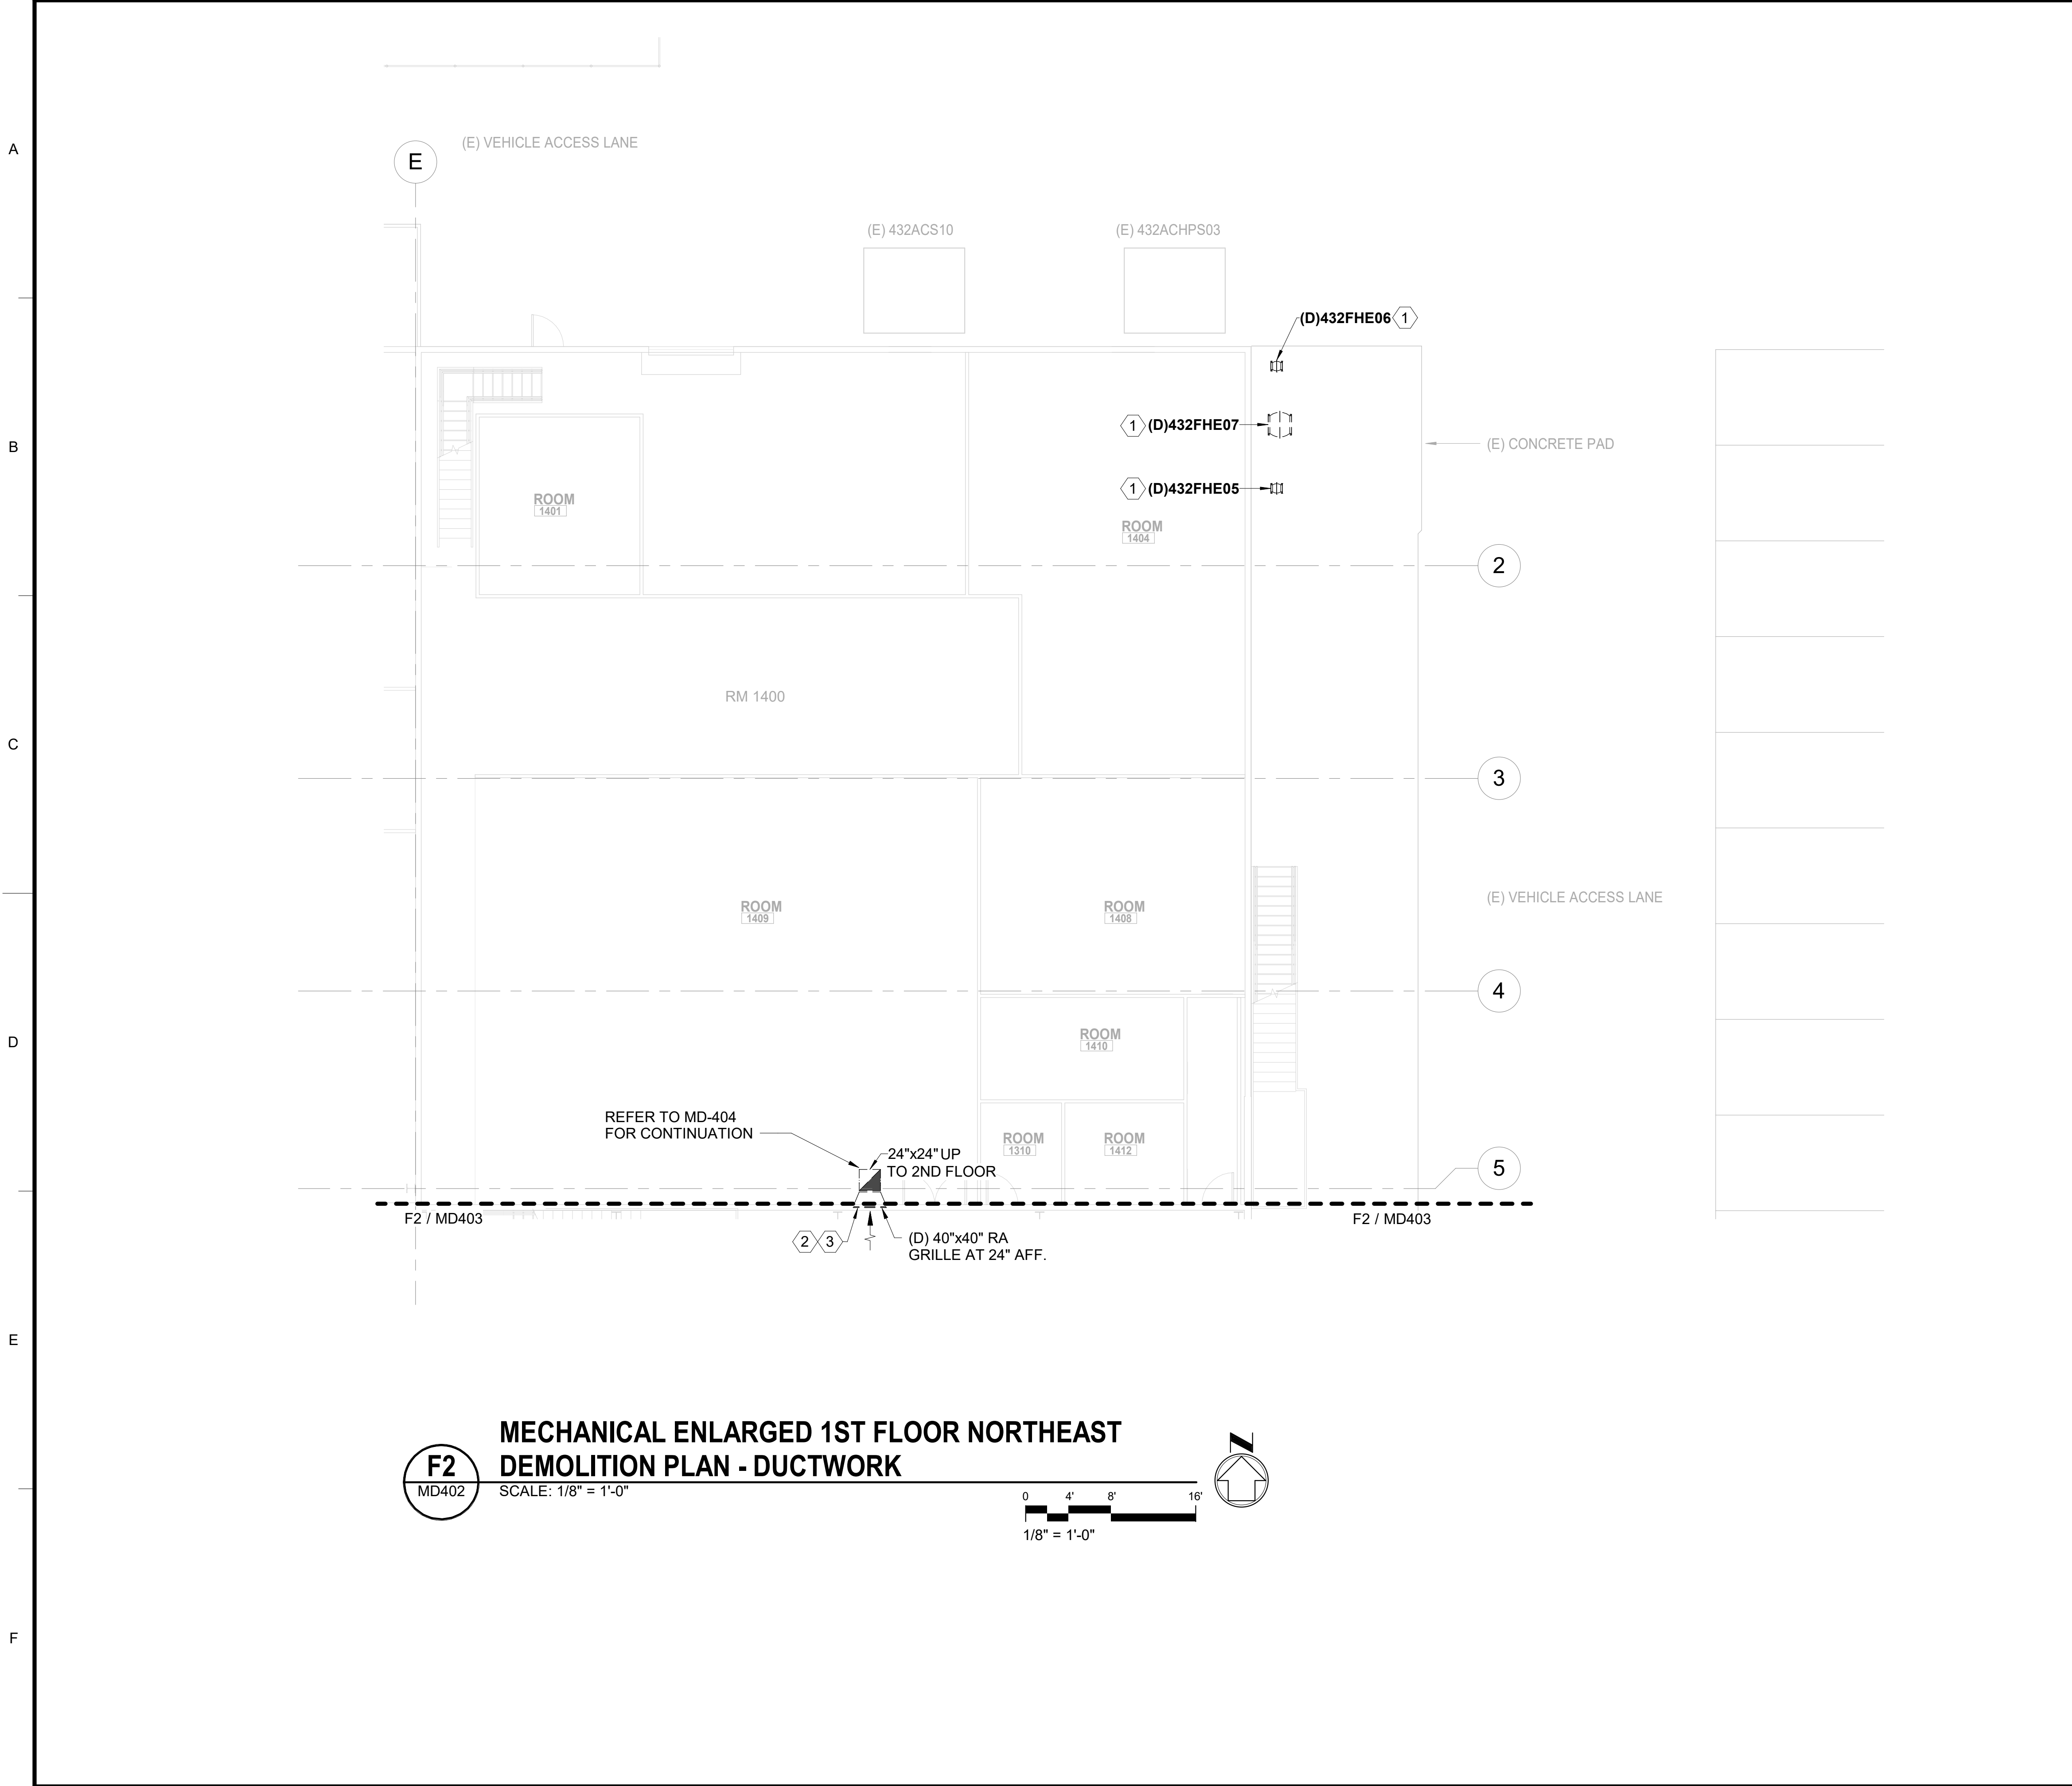 A
(E) VEHICLE ACCESS LANE
E
(E) 432ACS10
(E) 432ACHPS03
(D)432FHE06 1
1 (D)432FHE07
B
(E) CONCRETE PAD
1 (D)432FHE05
ROOM
1401
ROOM
1404
2
RM 1400
C
3
(E) VEHICLE ACCESS LANE
ROOM
1409
ROOM
1408
4
D
ROOM
1410
REFER TO MD-404
FOR CONTINUATION
ROOM
1310
ROOM
1412
24"x24" UP
TO 2ND FLOOR
5
F2 / MD403
F2 / MD403
2 3
(D) 40"x40" RA
GRILLE AT 24" AFF.
E
MECHANICAL ENLARGED 1ST FLOOR NORTHEAST
DEMOLITION PLAN - DUCTWORK
F2
MD402
SCALE: 1/8" = 1'-0"
N
0 4' 8' 16'
1/8" = 1'-0"
F